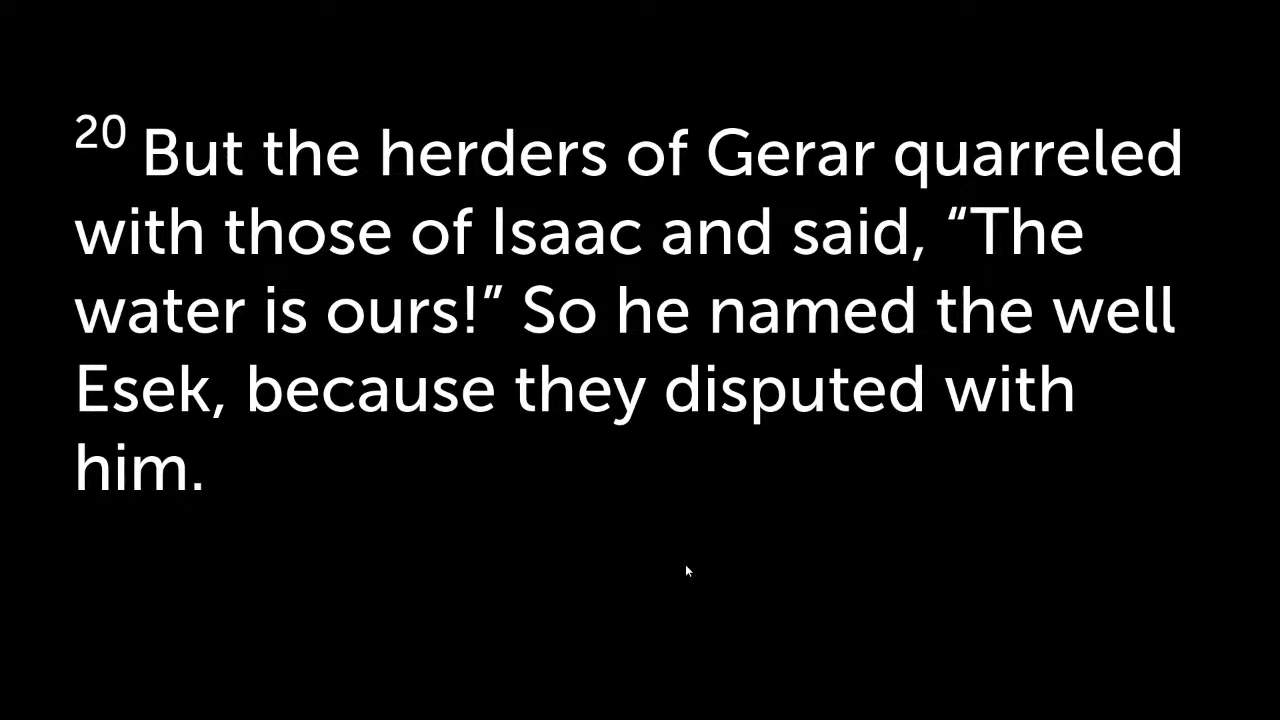 20 But the herders of Gerar quarreled
with those of Isaac and said, “The
water is ours!” So he named the well
Esek, because they disputed with
him.